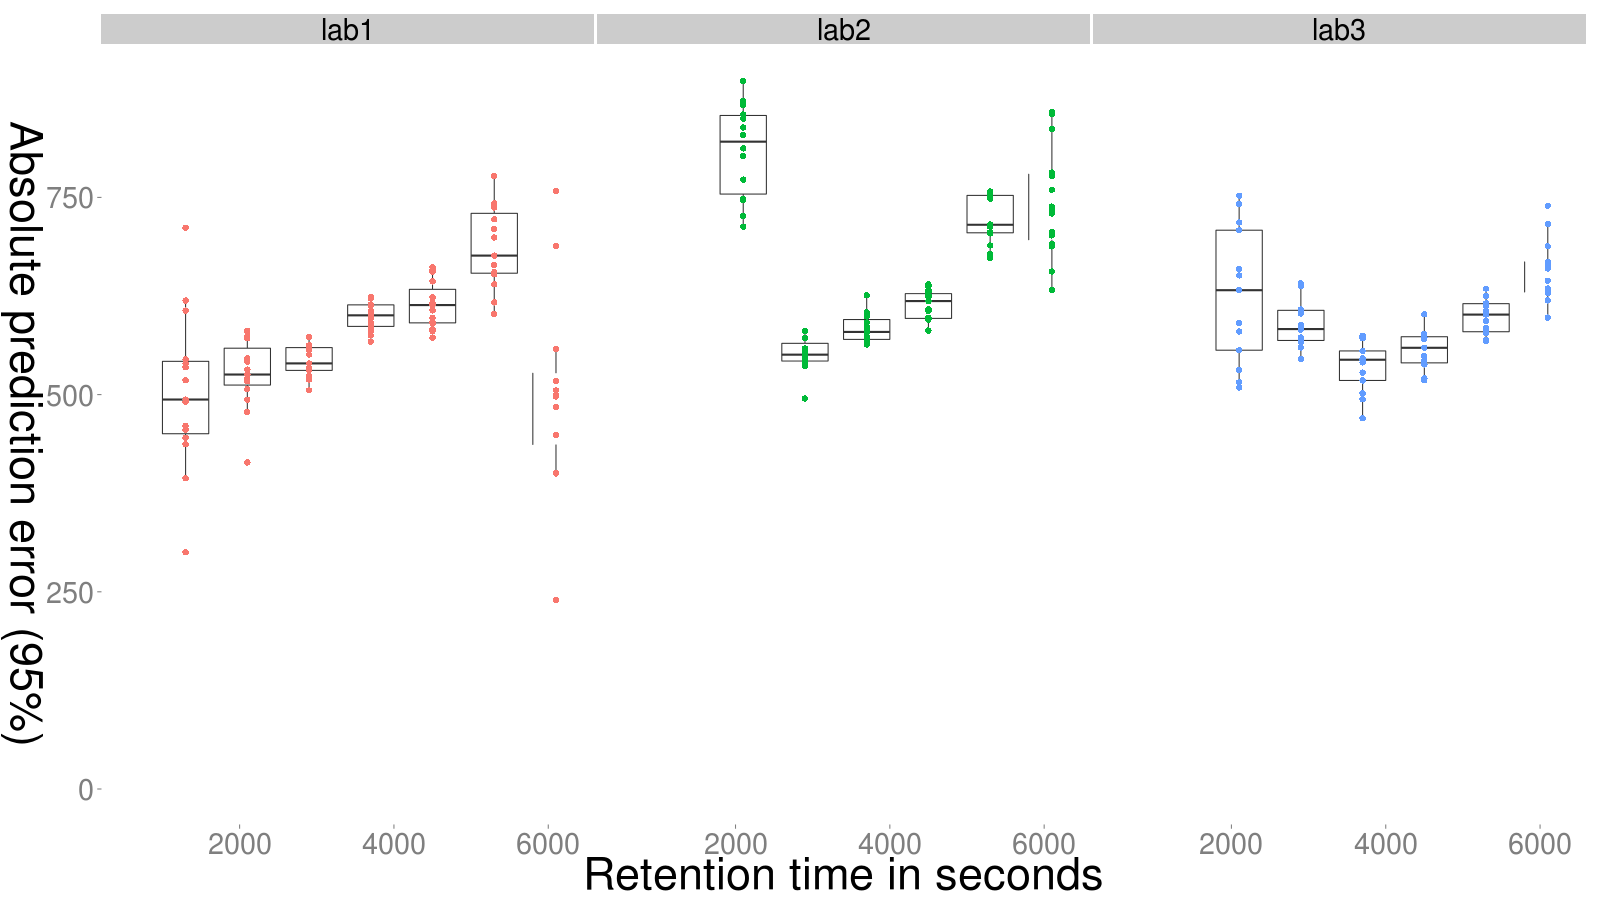 lab1 lab2 lab3
Absolute prediction error (95%)
750
500
250
0
2000 4000 6000 2000 4000 6000 2000 4000 6000
Retention time in seconds